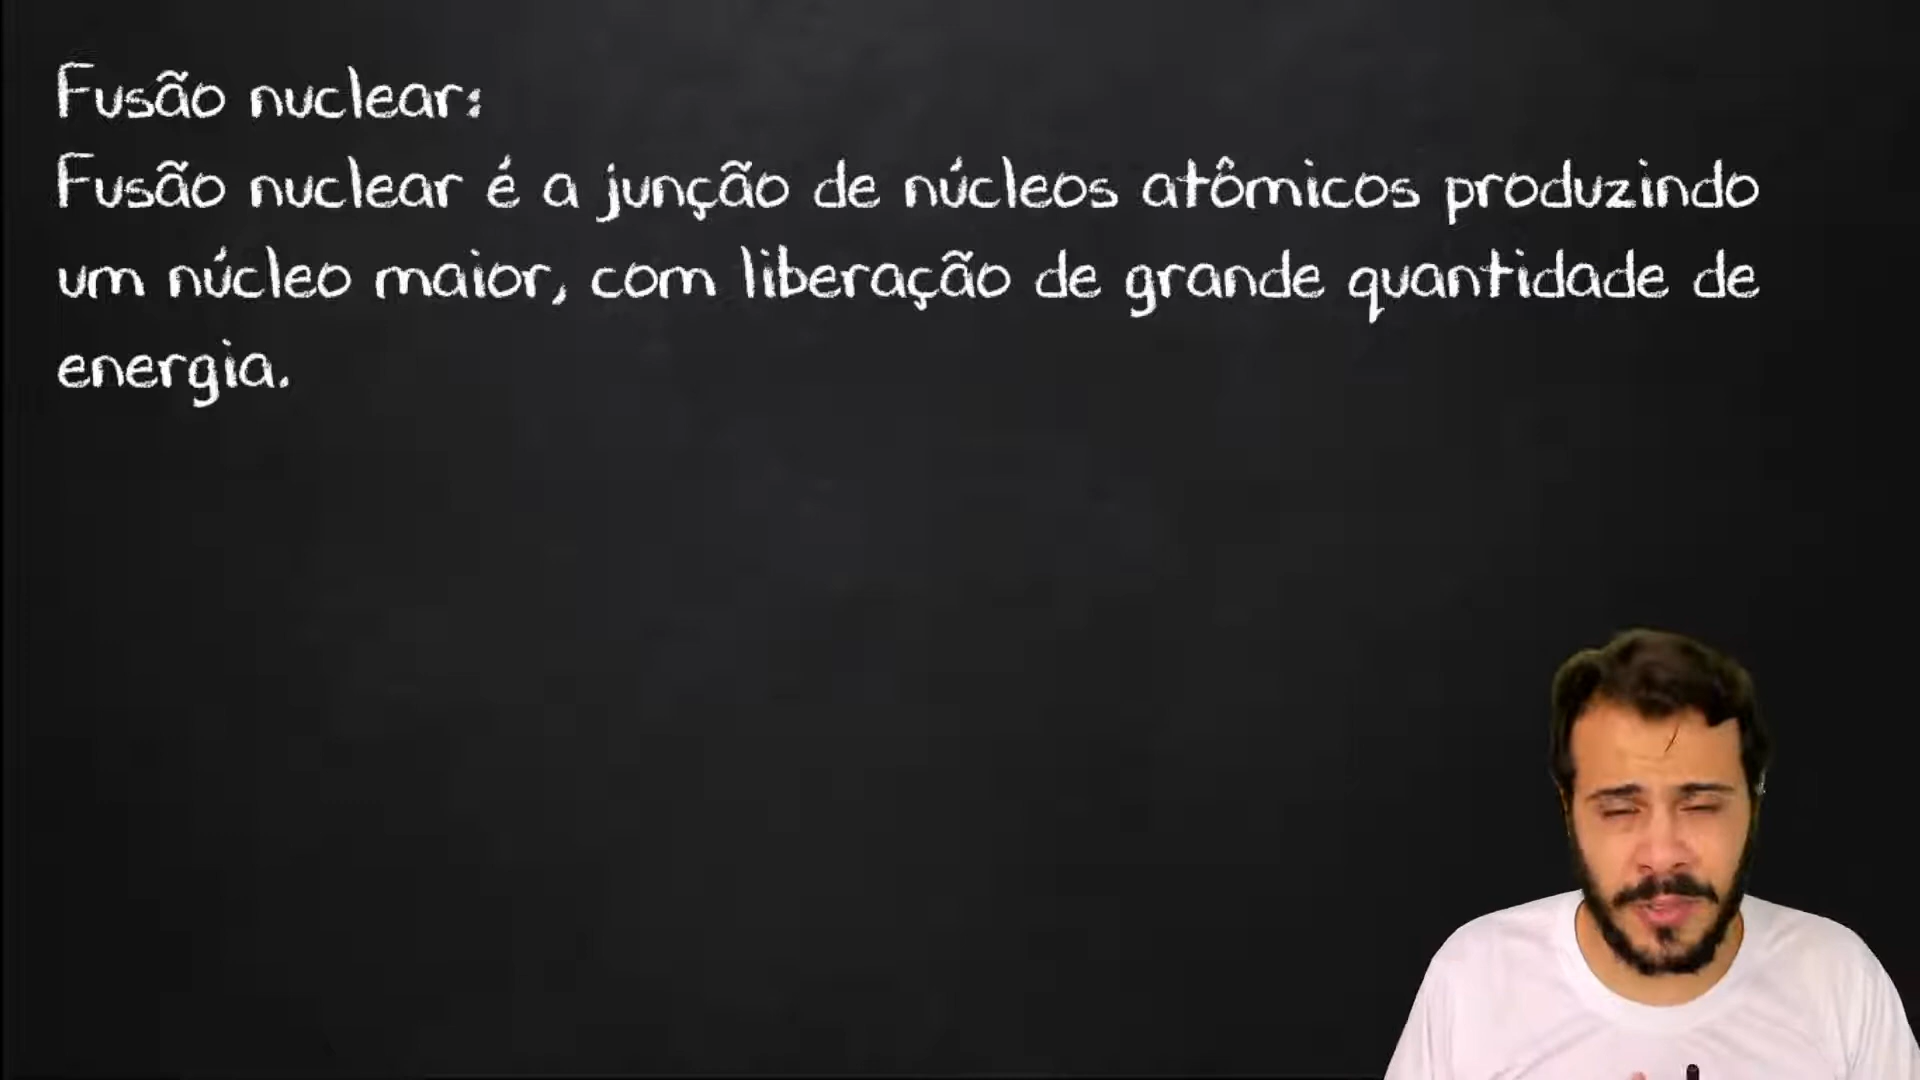 Fusão nuclear:
Fusão nuclear é a junção de núcleos atômicos produzindo
um núcleo maior, com liberação de grande quantidade de
energia.